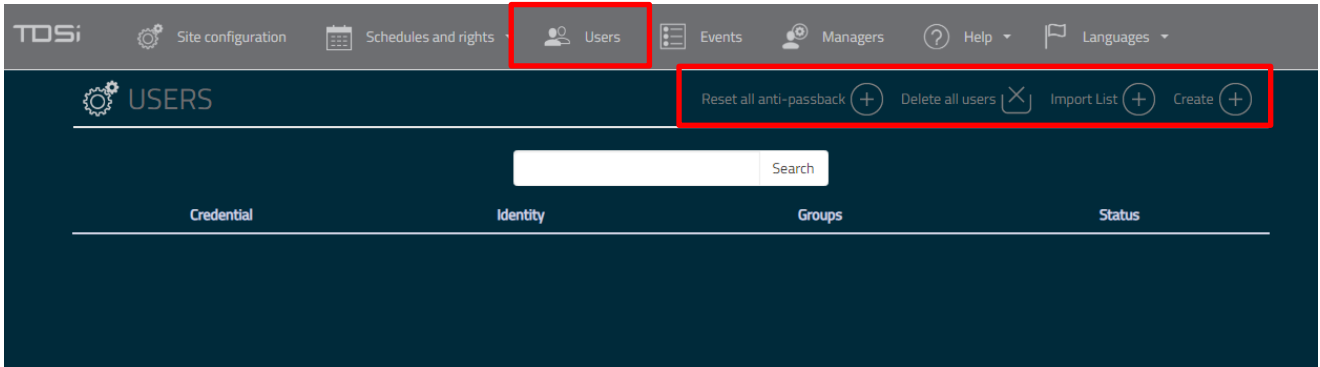 TDSi Site configuration Schedules and rights Users Events Managers ? Help Languages
USERS Reset all anti-passback Delete all users Import List Create
Search
Credential Identity Groups Status